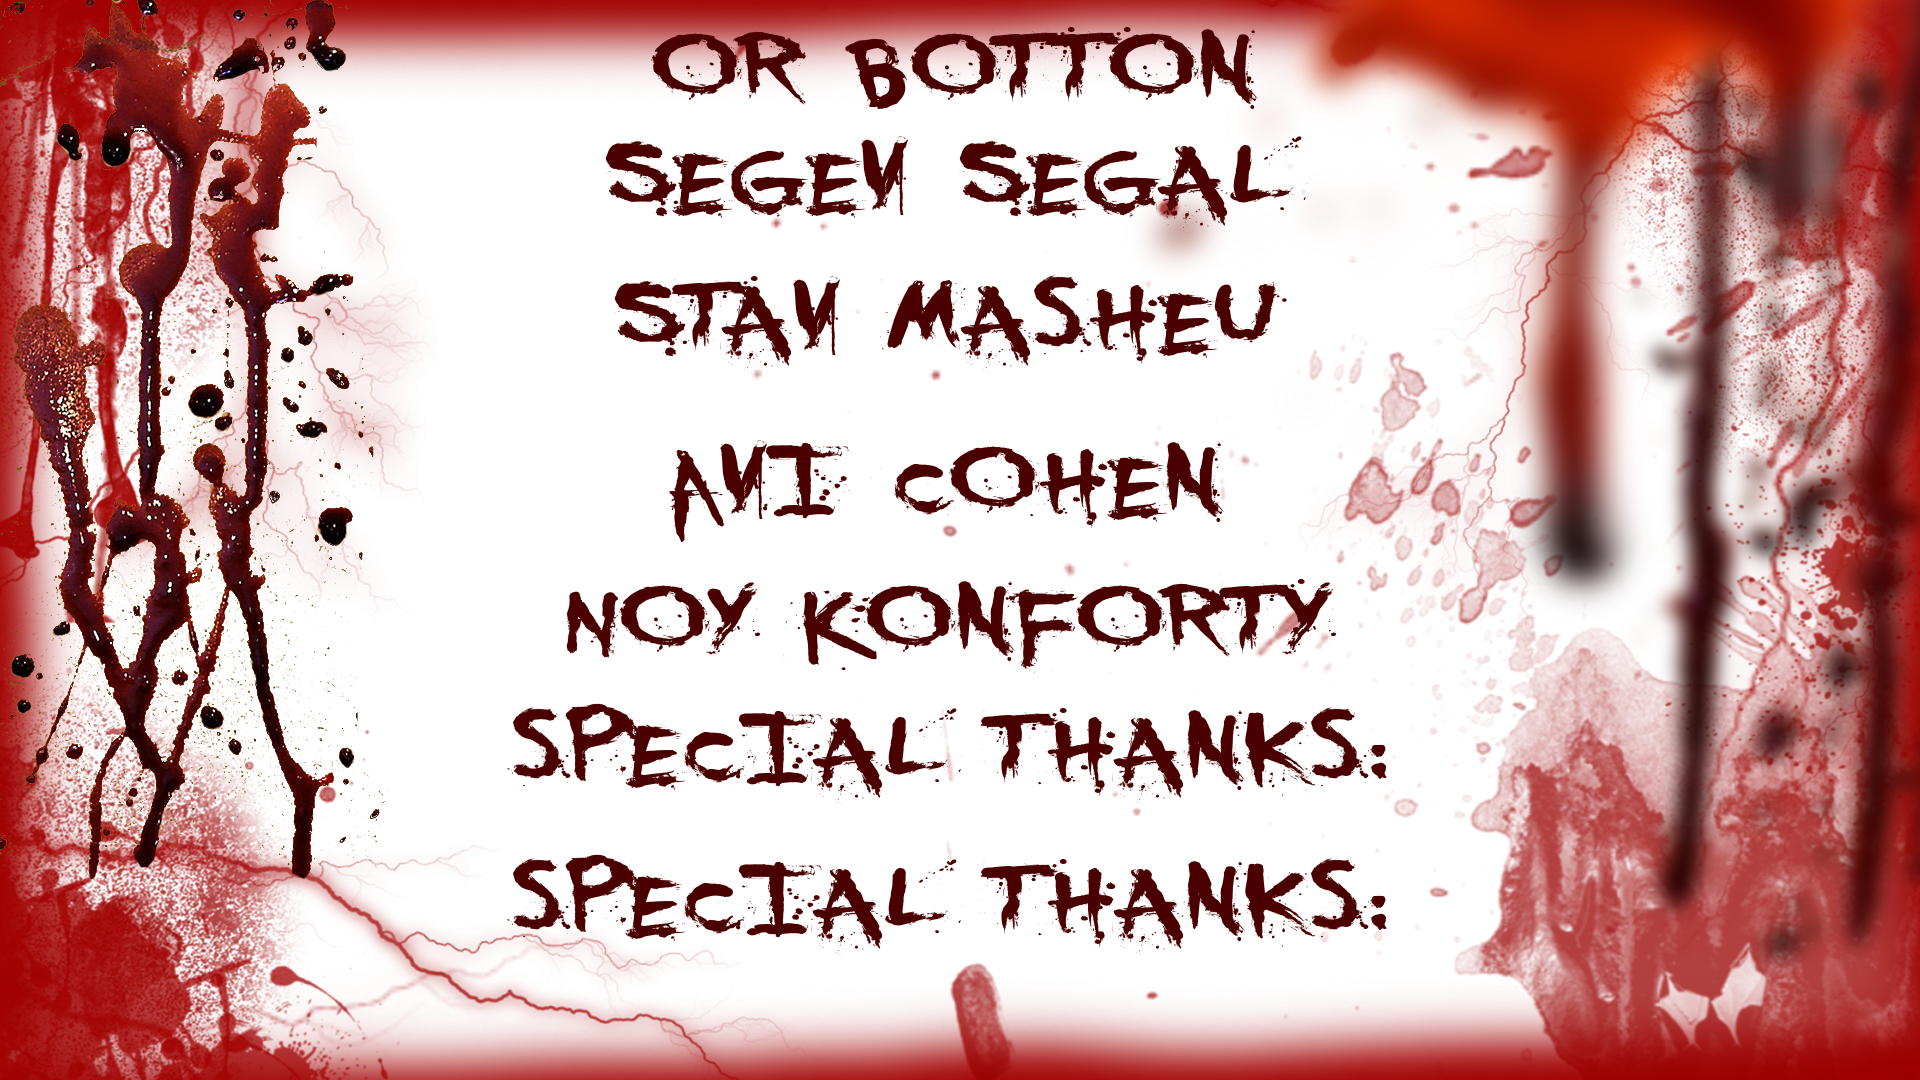 OR BOTTON
SEGEV SEGAL
STAV MASHEU
AVI COHEN
NOY KONFORTY
SPECIAL THANKS:
SPECIAL THANKS: